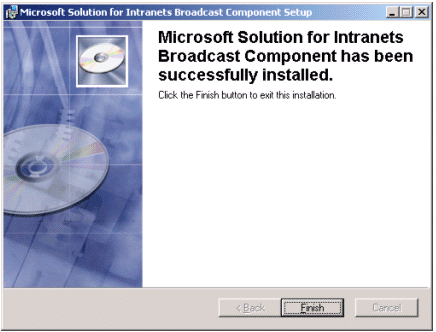 Microsoft Solution for Intranets Broadcast Component Setup
Microsoft Solution for Intranets
Broadcast Component has been
successfully installed.
Click the Finish button to exit this installation.
< Back Finish Cancel